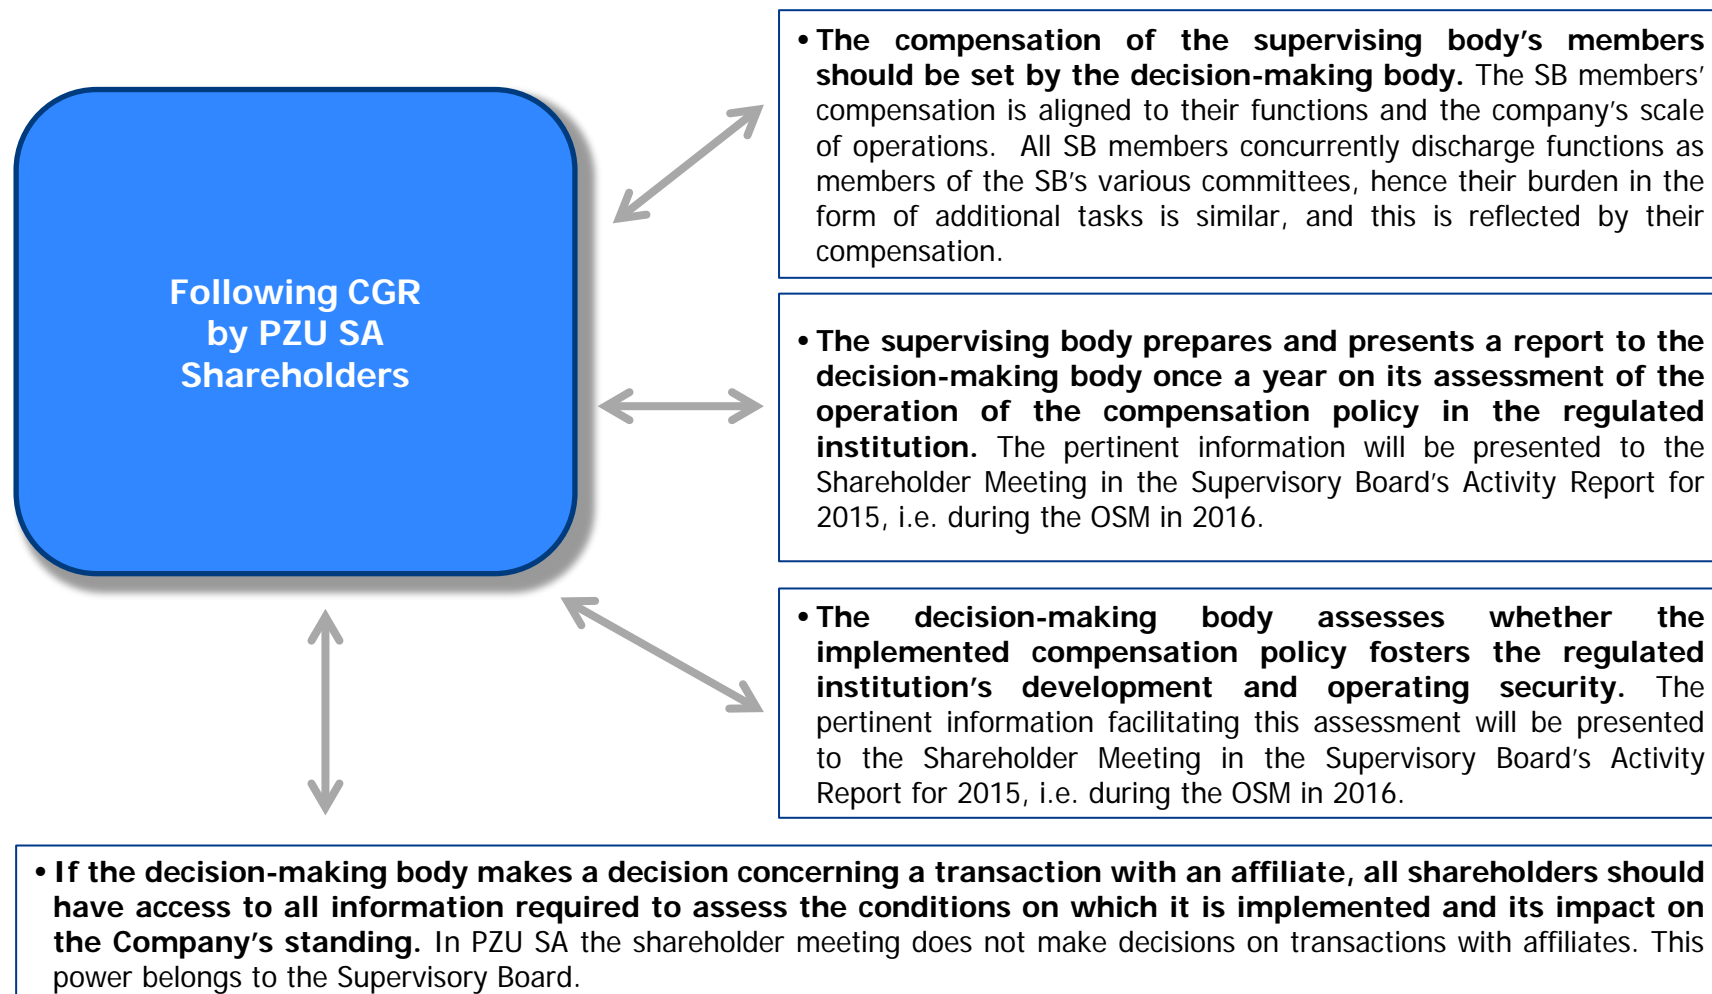 Following CGR
by PZU SA
Shareholders
• The compensation of the supervising body's members
should be set by the decision-making body. The SB members'
compensation is aligned to their functions and the company's scale
of operations.  All SB members concurrently discharge functions as
members of the SB's various committees, hence their burden in the
form of additional tasks is similar, and this is reflected by their
compensation.
• The supervising body prepares and presents a report to the
decision-making body once a year on its assessment of the
operation of the compensation policy in the regulated
institution. The pertinent information will be presented to the
Shareholder Meeting in the Supervisory Board's Activity Report for
2015, i.e. during the OSM in 2016.
• The decision-making body assesses whether the
implemented compensation policy fosters the regulated
institution's development and operating security. The
pertinent information facilitating this assessment will be presented
to the Shareholder Meeting in the Supervisory Board's Activity
Report for 2015, i.e. during the OSM in 2016.
• If the decision-making body makes a decision concerning a transaction with an affiliate, all shareholders should
have access to all information required to assess the conditions on which it is implemented and its impact on
the Company's standing. In PZU SA the shareholder meeting does not make decisions on transactions with affiliates. This
power belongs to the Supervisory Board.